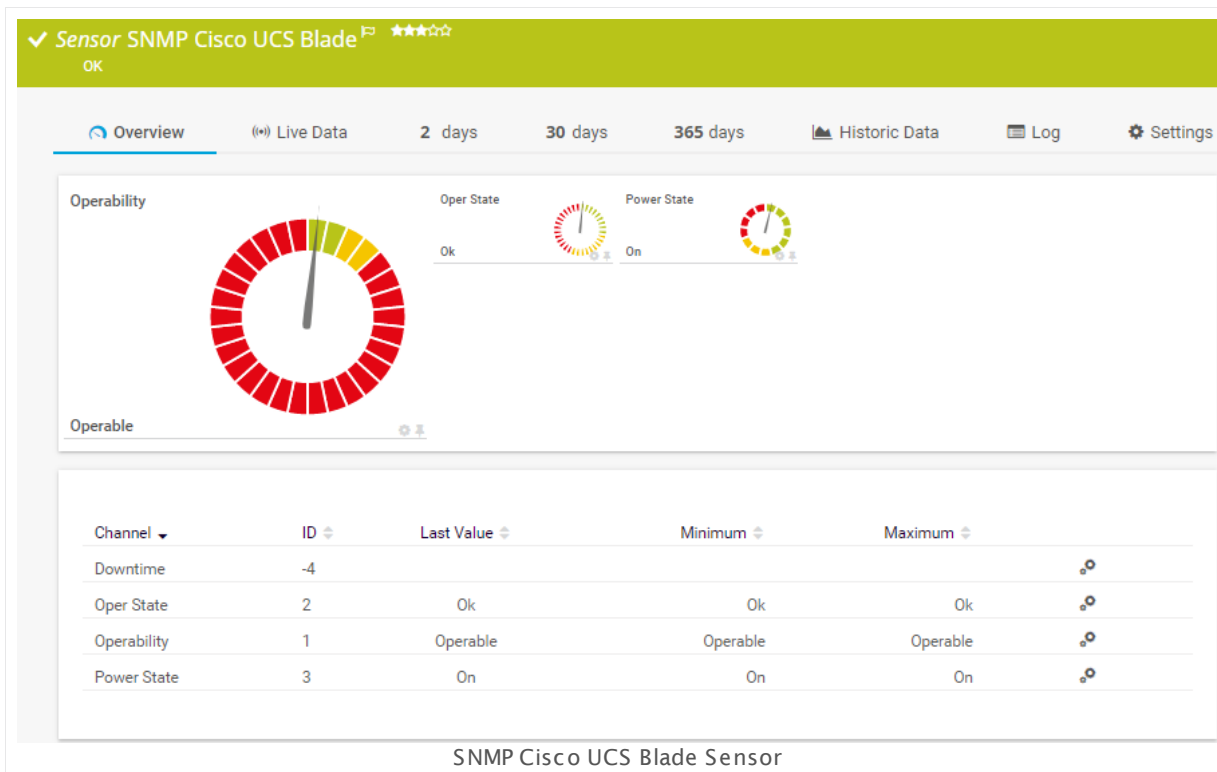 Sensor SNMP Cisco UCS Blade
OK
Overview Live Data 2 days 30 days 365 days Historic Data Log Settings
Operability
Operable
Oper State
Ok
Power State
On
Channel ID Last Value Minimum Maximum
Downtime -4
Oper State 2 Ok Ok Ok
Operability 1 Operable Operable Operable
Power State 3 On On On
SNMP Cisco UCS Blade Sensor